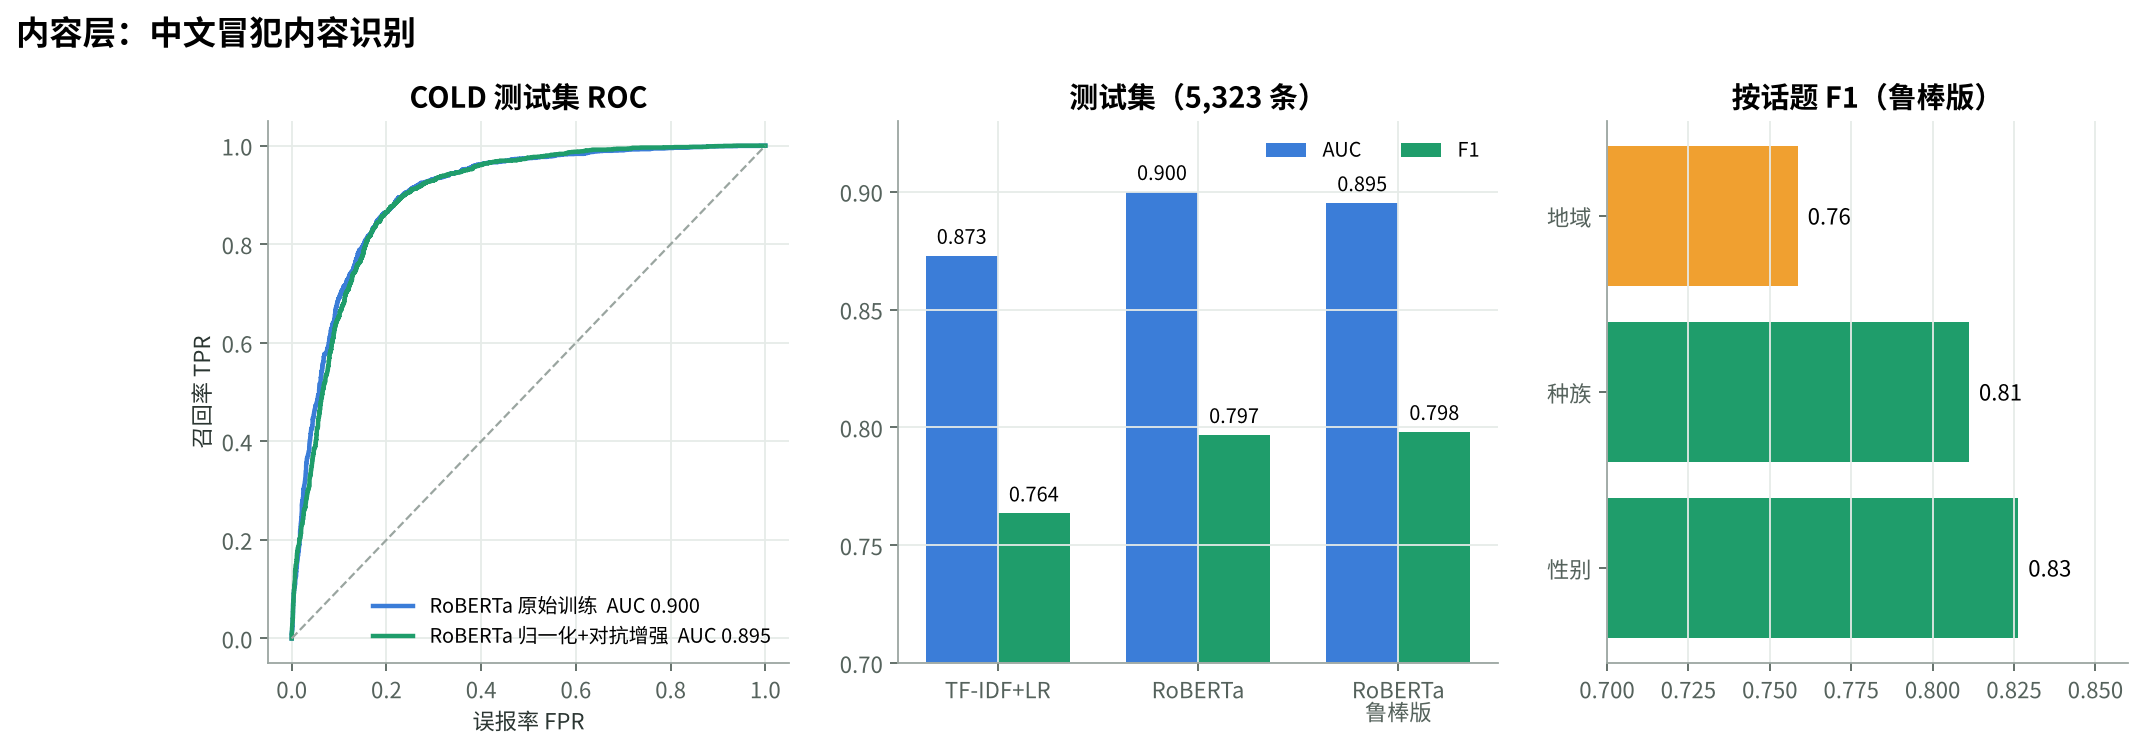 内容层：中文冒犯内容识别
COLD 测试集 ROC
召回率 TPR
1.0
0.8
0.6
0.4
0.2
0.0
RoBERTa 原始训练 AUC 0.900
RoBERTa 归一化+对抗增强 AUC 0.895
0.0 0.2 0.4 0.6 0.8 1.0
误报率 FPR
测试集（5,323 条）
AUC F1
0.90
0.85
0.80
0.75
0.70
0.873
0.764
0.900
0.797
0.895
0.798
TF-IDF+LR RoBERTa RoBERTa
鲁棒版
按话题 F1（鲁棒版）
地域 0.76
种族 0.81
性别 0.83
0.700 0.725 0.750 0.775 0.800 0.825 0.850